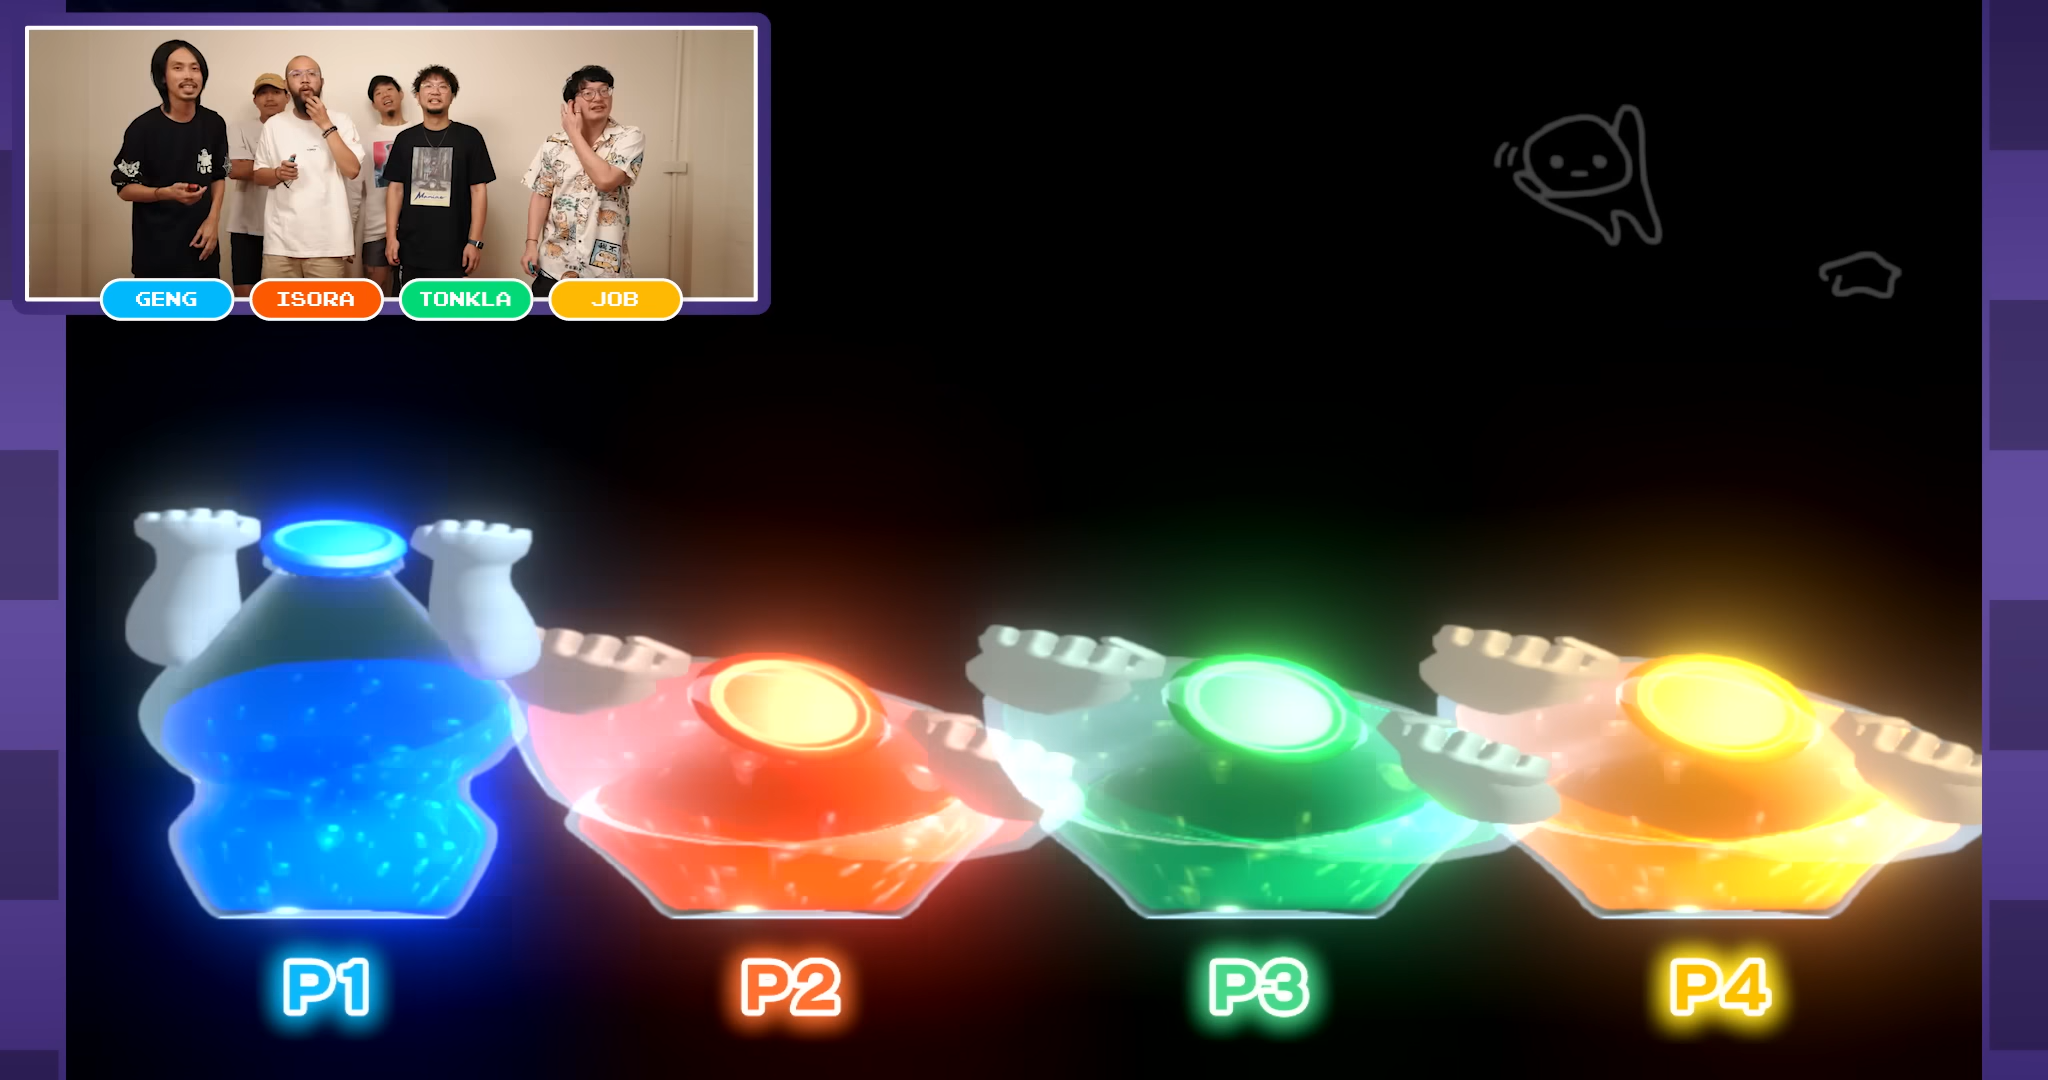 GENG
ISORA
TONKLA
JOB
P1
P2
P3
P4